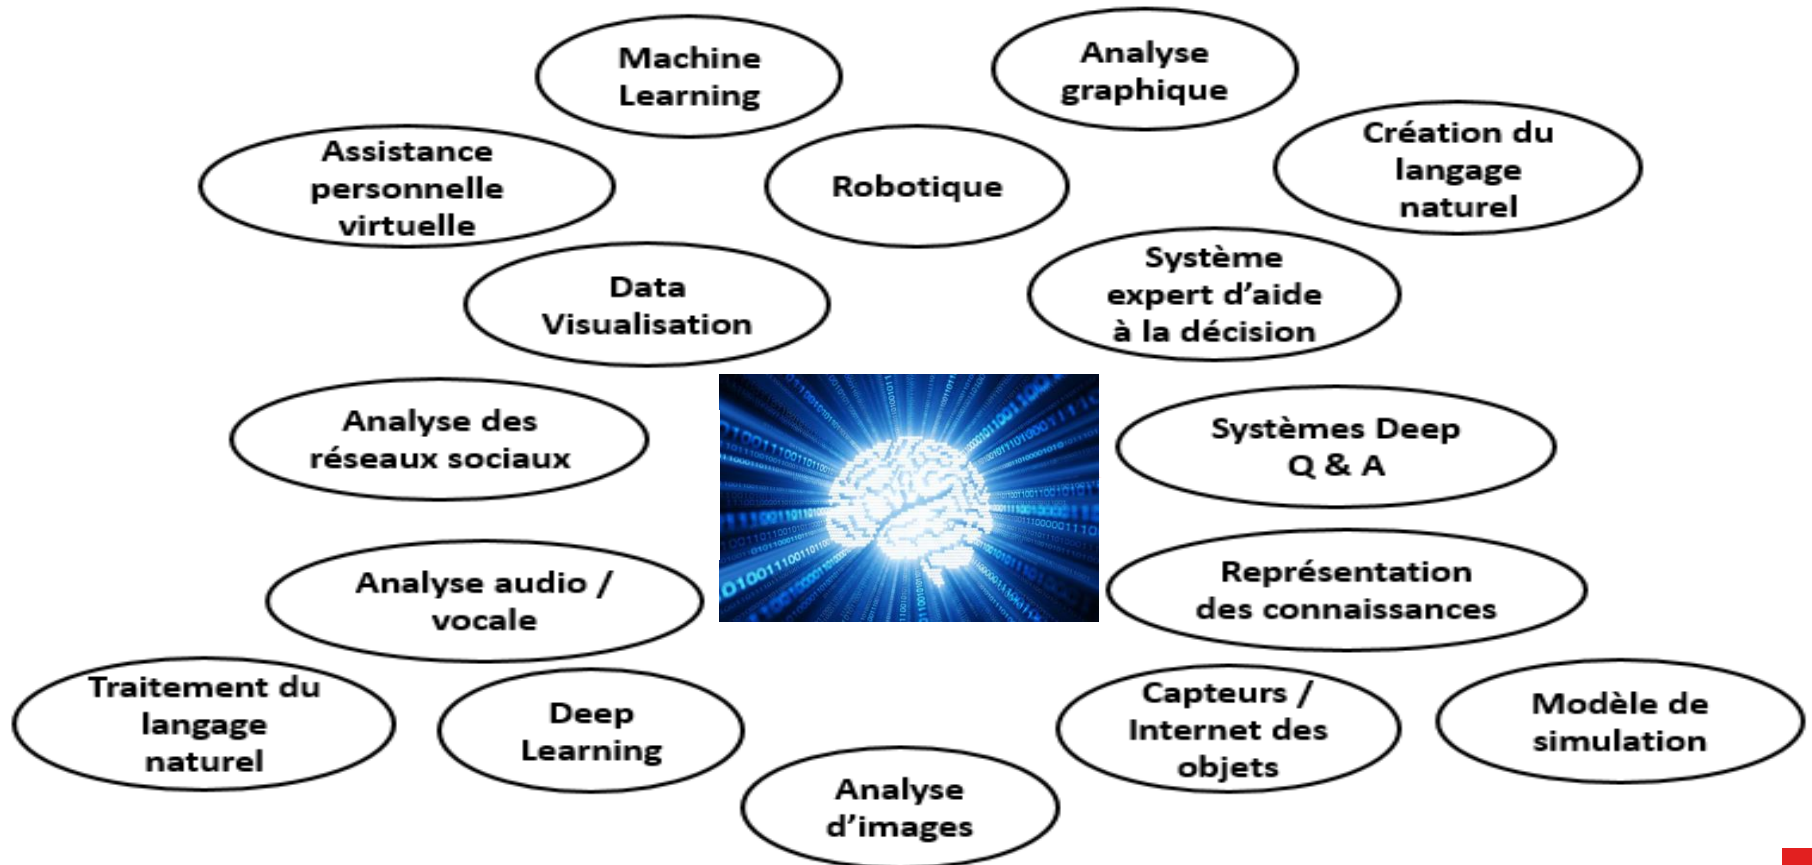 Machine
Learning
Analyse
graphique
Assistance
personnelle
virtuelle
Robotique
Création du
langage
naturel
Data
Visualisation
Système
expert d’aide
à la décision
Analyse des
réseaux sociaux
Systèmes Deep
Q & A
Analyse audio /
vocale
Représentation
des connaissances
Traitement du
langage
naturel
Deep
Learning
Capteurs /
Internet des
objets
Modèle de
simulation
Analyse
d’images